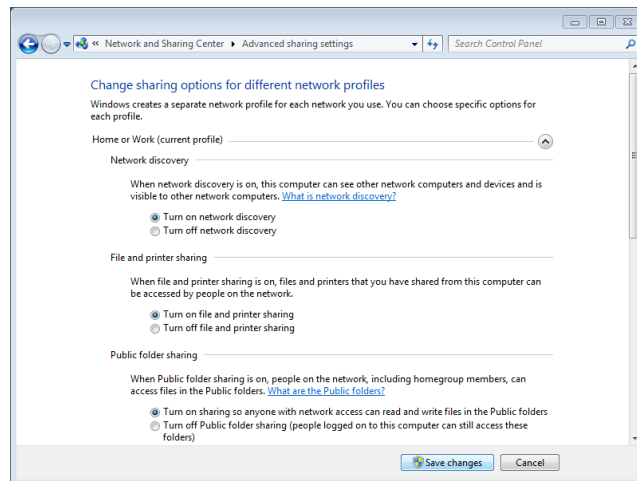 « Network and Sharing Center ▸ Advanced sharing settings
Search Control Panel
Change sharing options for different network profiles
Windows creates a separate network profile for each network you use. You can choose specific options for
each profile.
Home or Work (current profile)
Network discovery
When network discovery is on, this computer can see other network computers and devices and is
visible to other network computers. What is network discovery?
Turn on network discovery
Turn off network discovery
File and printer sharing
When file and printer sharing is on, files and printers that you have shared from this computer can
be accessed by people on the network.
Turn on file and printer sharing
Turn off file and printer sharing
Public folder sharing
When Public folder sharing is on, people on the network, including homegroup members, can
access files in the Public folders. What are the Public folders?
Turn on sharing so anyone with network access can read and write files in the Public folders
Turn off Public folder sharing (people logged on to this computer can still access these
folders)
Save changes
Cancel